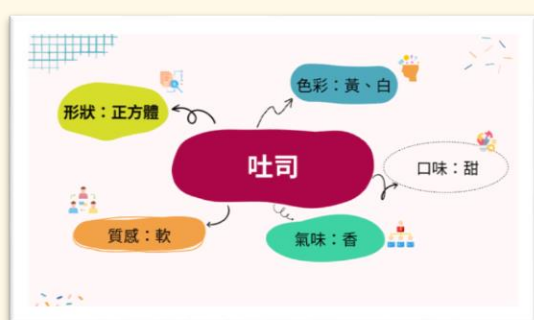 色彩：黃、白
形狀：正方體
吐司
口味：甜
質感：軟
氣味：香